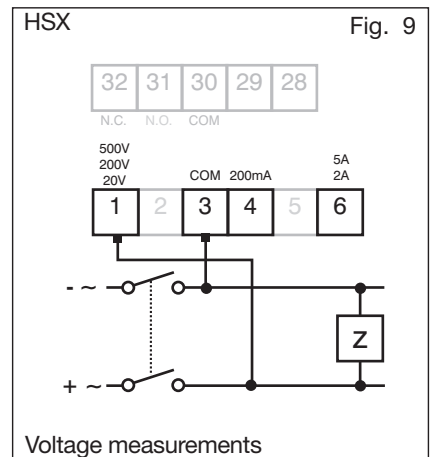 HSX Fig. 9
32 31 30 29 28
N.C. N.O. COM
500V
200V
20V
COM 200mA
5A
2A
1 2 3 4 5 6
- ~
Z
+ ~
Voltage measurements